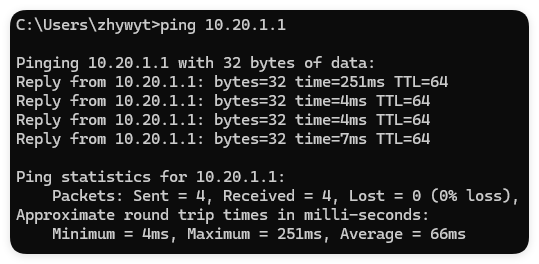 C:\Users\zhywyt>ping 10.20.1.1
Pinging 10.20.1.1 with 32 bytes of data:
Reply from 10.20.1.1: bytes=32 time=251ms TTL=64
Reply from 10.20.1.1: bytes=32 time=4ms TTL=64
Reply from 10.20.1.1: bytes=32 time=4ms TTL=64
Reply from 10.20.1.1: bytes=32 time=7ms TTL=64
Ping statistics for 10.20.1.1:
    Packets: Sent = 4, Received = 4, Lost = 0 (0% loss),
Approximate round trip times in milli-seconds:
    Minimum = 4ms, Maximum = 251ms, Average = 66ms